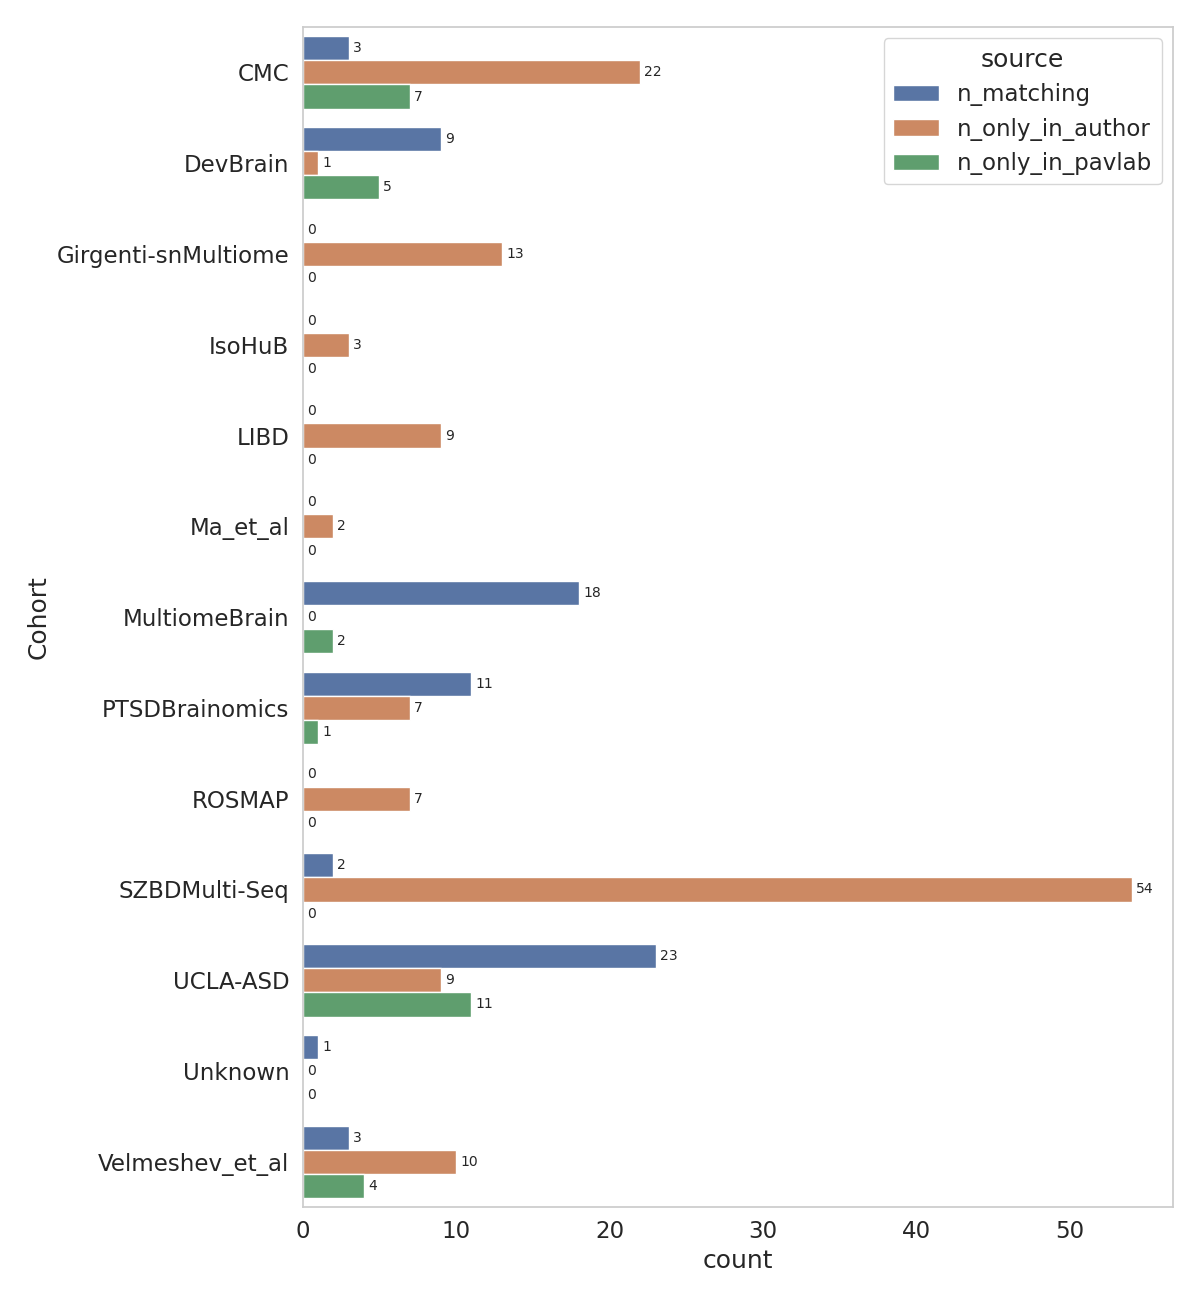 source
n_matching
n_only_in_author
n_only_in_pavlab
Cohort
CMC
3
22
7
DevBrain
9
1
5
Girgenti-snMultiome
0
13
0
IsoHuB
0
3
0
LIBD
0
9
0
Ma_et_al
0
2
0
MultiomeBrain
18
0
2
PTSDBrainomics
11
7
1
ROSMAP
0
7
0
SZBDMulti-Seq
2
54
0
UCLA-ASD
23
9
11
Unknown
1
0
0
Velmeshev_et_al
3
10
4
0 10 20 30 40 50
count